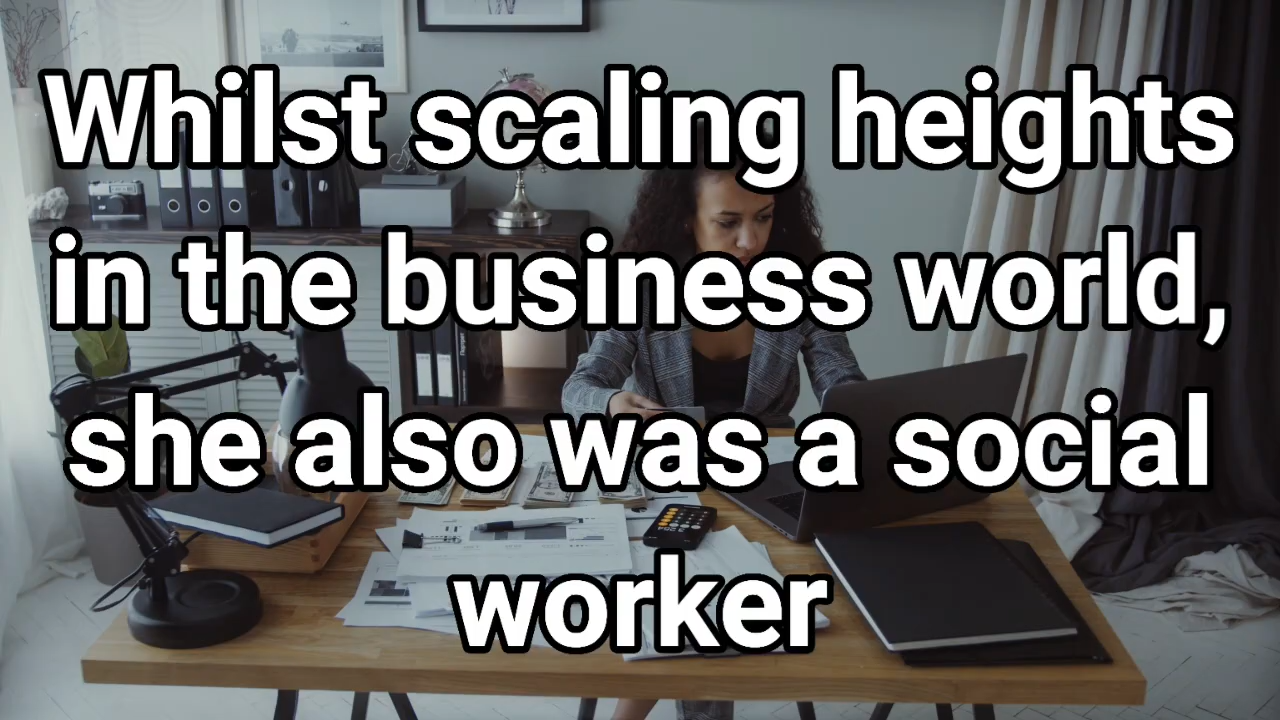 Whilst scaling heights
in the business world,
she also was a social
worker